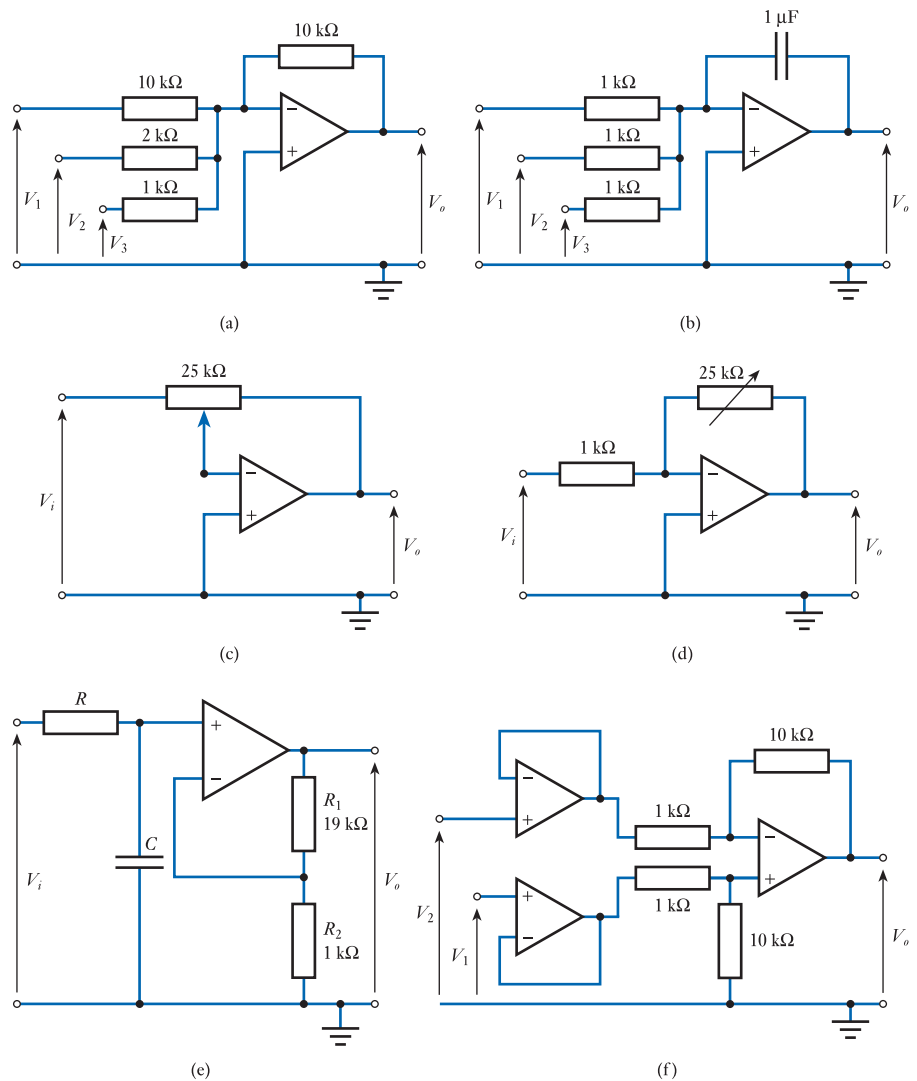 10 kΩ
10 kΩ
2 kΩ
1 kΩ
−
+
V1
V2
V3
Vo
(a)
1 µF
1 kΩ
1 kΩ
1 kΩ
−
+
V1
V2
V3
Vo
(b)
25 kΩ
−
+
Vi
Vo
(c)
25 kΩ
1 kΩ
−
+
Vi
Vo
(d)
R
+
−
R1
19 kΩ
C
Vi
Vo
R2
1 kΩ
(e)
10 kΩ
−
+
1 kΩ
−
+
1 kΩ
+
−
V2
V1
10 kΩ
Vo
(f)